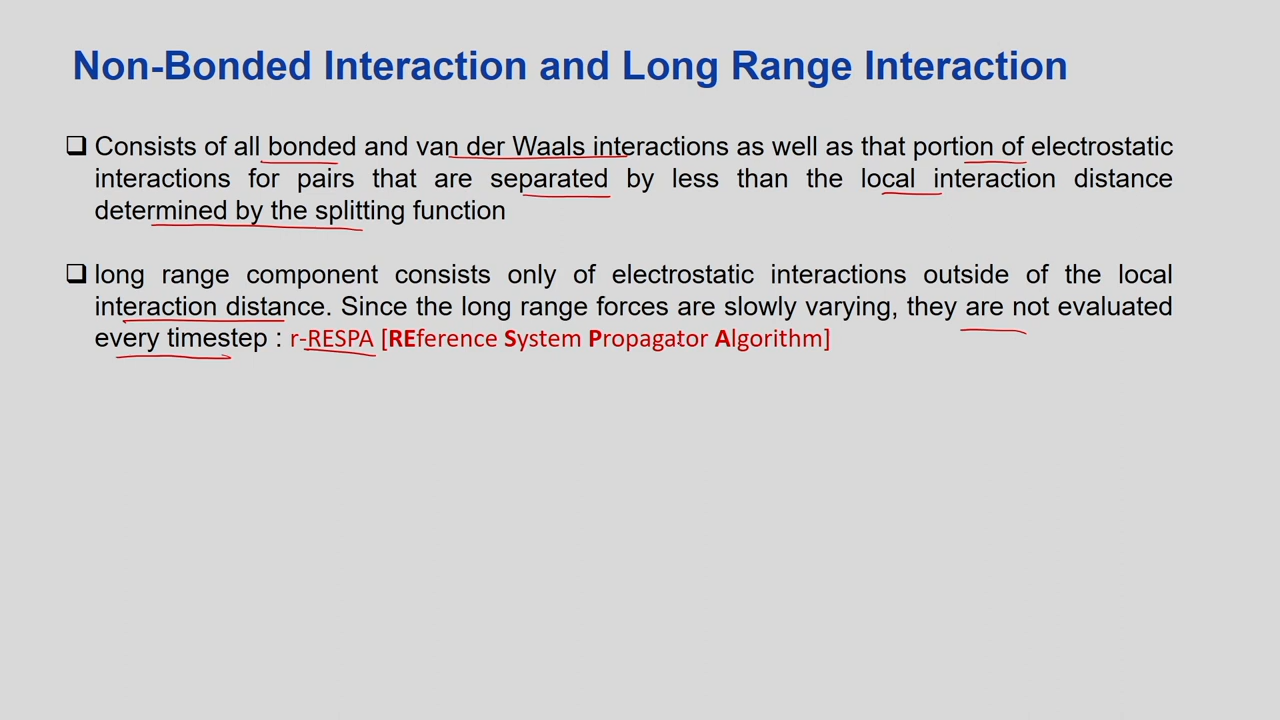 Non-Bonded Interaction and Long Range Interaction
Consists of all bonded and van der Waals interactions as well as that portion of electrostatic
interactions for pairs that are separated by less than the local interaction distance
determined by the splitting function
long range component consists only of electrostatic interactions outside of the local
interaction distance. Since the long range forces are slowly varying, they are not evaluated
every timestep : r-RESPA [REference System Propagator Algorithm]